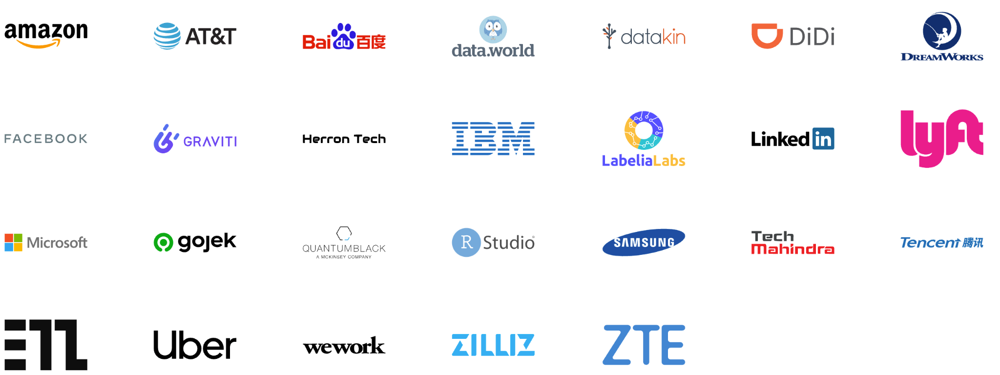 amazon
AT&T
Bai du 百度
data.world
datakin
DiDi
DREAMWORKS
FACEBOOK
GRAVITI
Herron Tech
IBM
LabeliaLabs
Linked in
lyft
Microsoft
gojek
QUANTUMBLACK
A MCKINSEY COMPANY
R Studio®
SAMSUNG
Tech
Mahindra
Tencent 腾讯
Uber
wework
ZILLIZ
ZTE